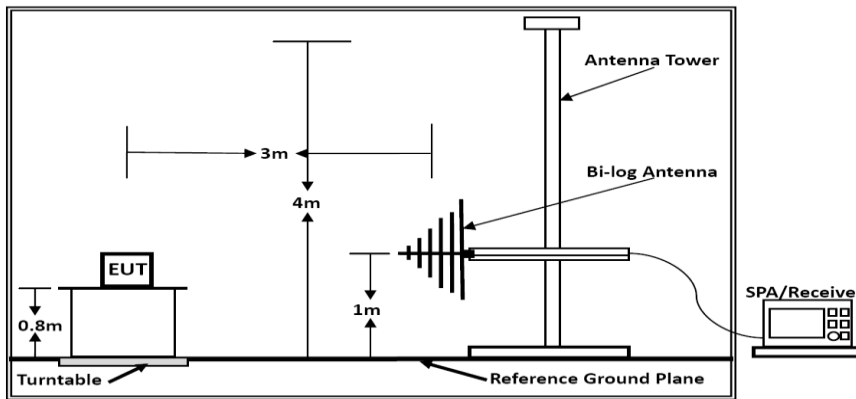 Antenna Tower
3m
Bi-log Antenna
4m
EUT
1m
0.8m
SPA/Receive
Turntable
Reference Ground Plane